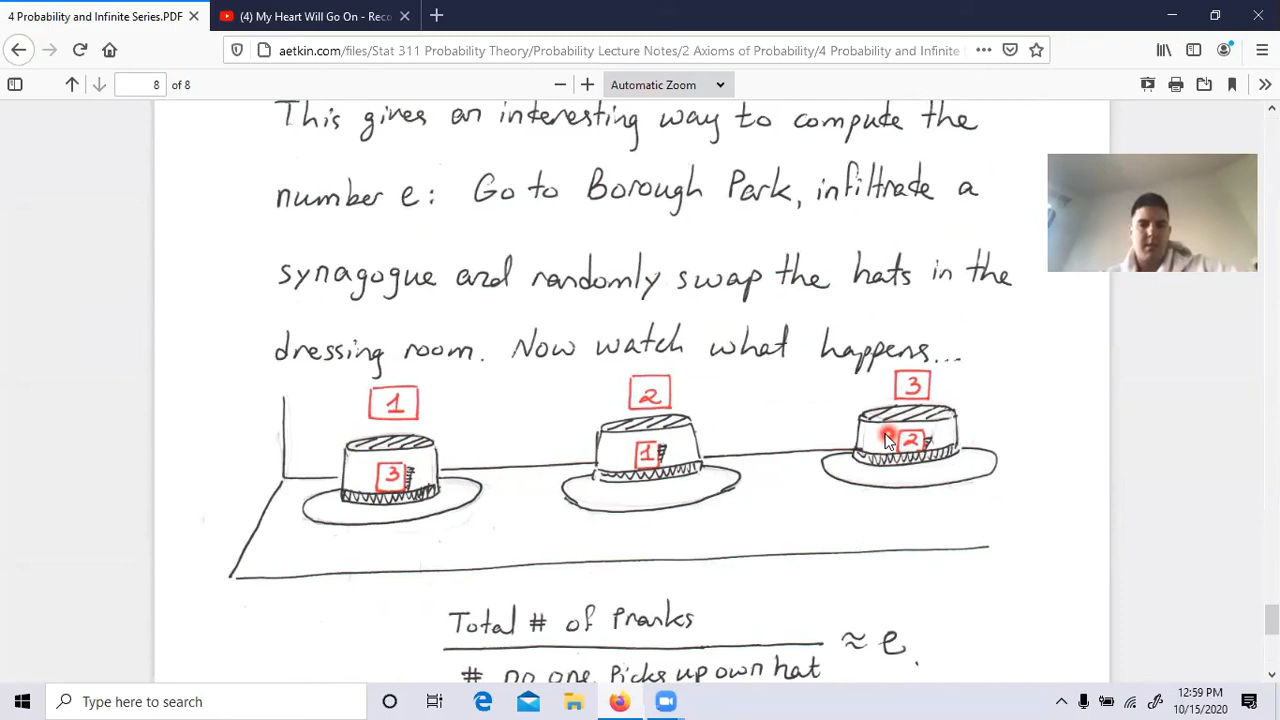 4 Probability and Infinite Series.PDF
(4) My Heart Will Go On - Reco
aetkin.com/files/Stat 311 Probability Theory/Probability Lecture Notes/2 Axioms of Probability/4 Probability and Infinite
8 of 8
Automatic Zoom
This gives an interesting way to compute the
number e: Go to Borough Park, infiltrade a
synagogue and randomly swap the hats in the
dressing room. Now watch what happens...
1 2 3
3 1 2
Total # of Pranks
≈ e.
# no one picks up own hat
Type here to search
12:59 PM
10/15/2020